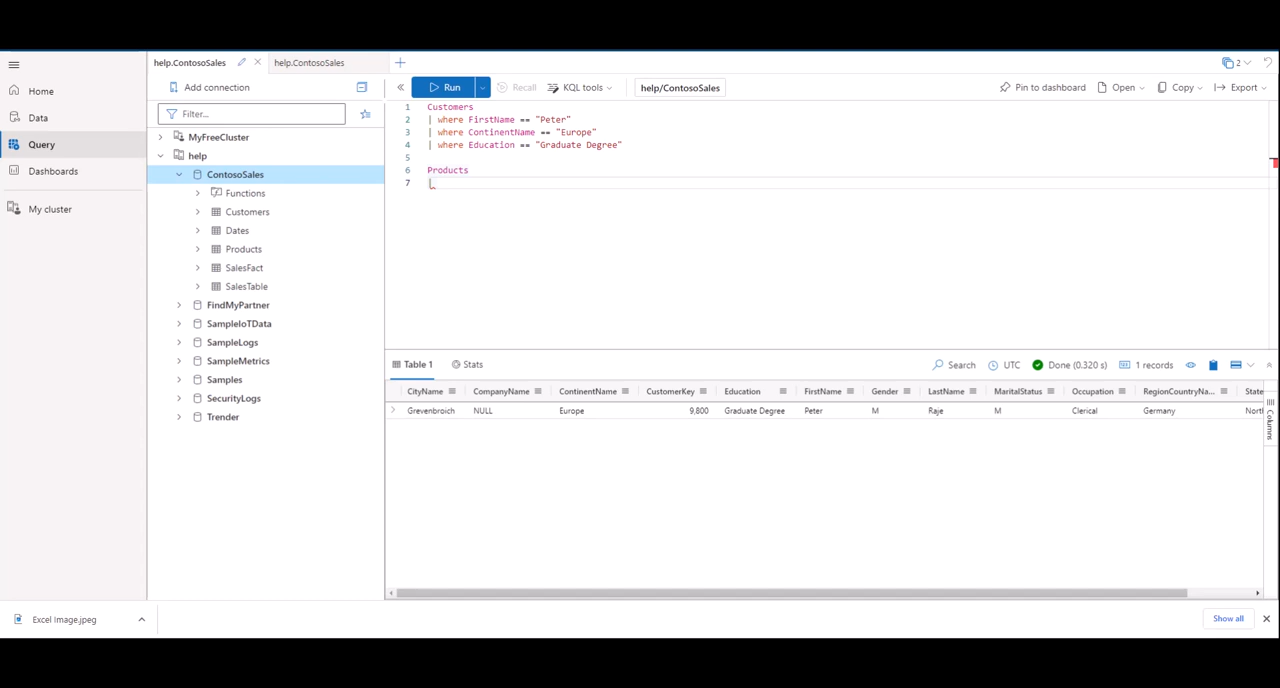 help.ContosoSales
help.ContosoSales
2
Home
Data
Query
Dashboards
My cluster
Add connection
Filter...
MyFreeCluster
help
ContosoSales
Functions
Customers
Dates
Products
SalesFact
SalesTable
FindMyPartner
SampleIoTData
SampleLogs
SampleMetrics
Samples
SecurityLogs
Trender
Run Recall KQL tools help/ContosoSales Pin to dashboard Open Copy Export
1 Customers
2 | where FirstName == "Peter"
3 | where ContinentName == "Europe"
4 | where Education == "Graduate Degree"
5
6 Products
7 |
Table 1 Stats Search UTC Done (0.320 s) 1 records
CityName CompanyName ContinentName CustomerKey Education FirstName Gender LastName MaritalStatus Occupation RegionCountryNa... State
Grevenbroich NULL Europe 9,800 Graduate Degree Peter M Raje M Clerical Germany
Columns
Excel Image.jpeg
Show all